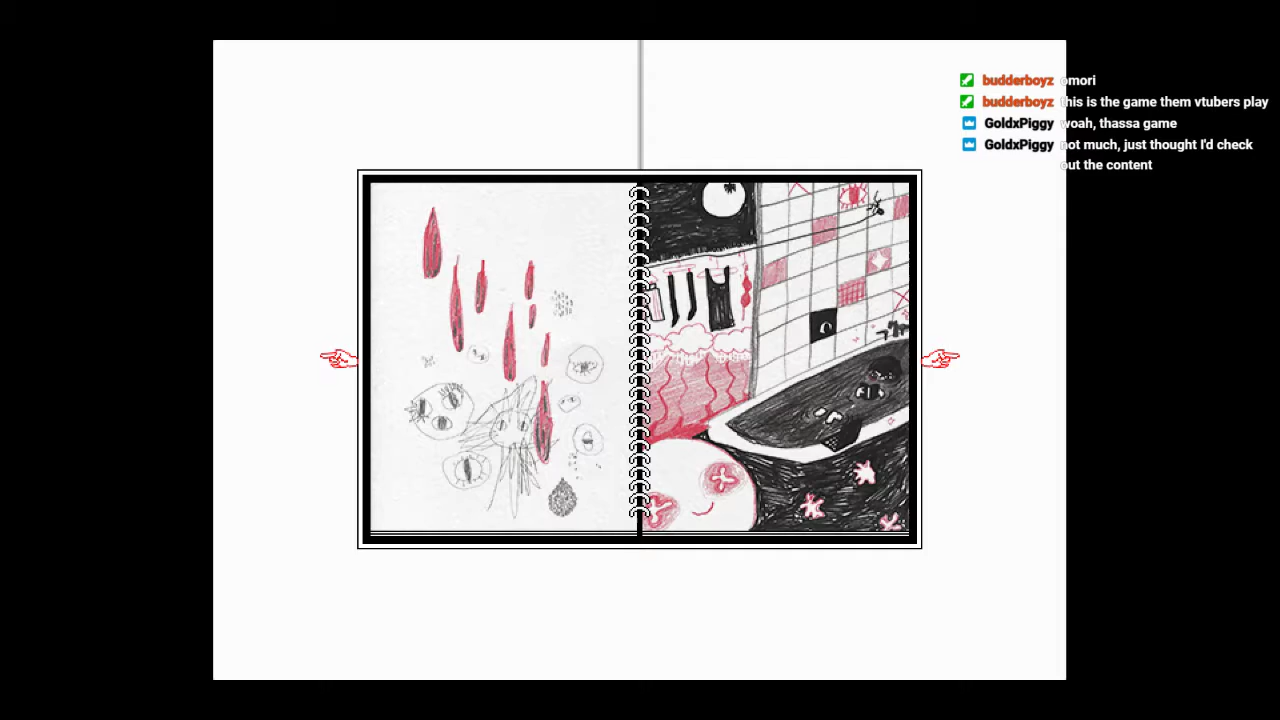 budderboyz omori
budderboyz this is the game them vtubers play
GoldxPiggy woah, thassa game
GoldxPiggy not much, just thought I'd check
out the content